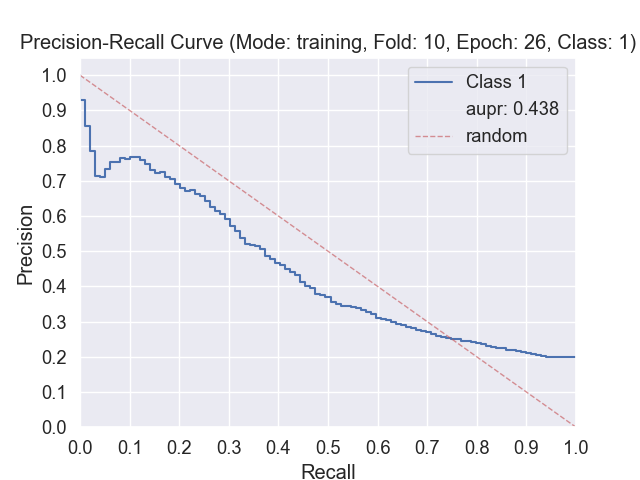 Precision-Recall Curve (Mode: training, Fold: 10, Epoch: 26, Class: 1)
Class 1
aupr: 0.438
random
Precision
1.0
0.9
0.8
0.7
0.6
0.5
0.4
0.3
0.2
0.1
0.0
0.0 0.1 0.2 0.3 0.4 0.5 0.6 0.7 0.8 0.9 1.0
Recall